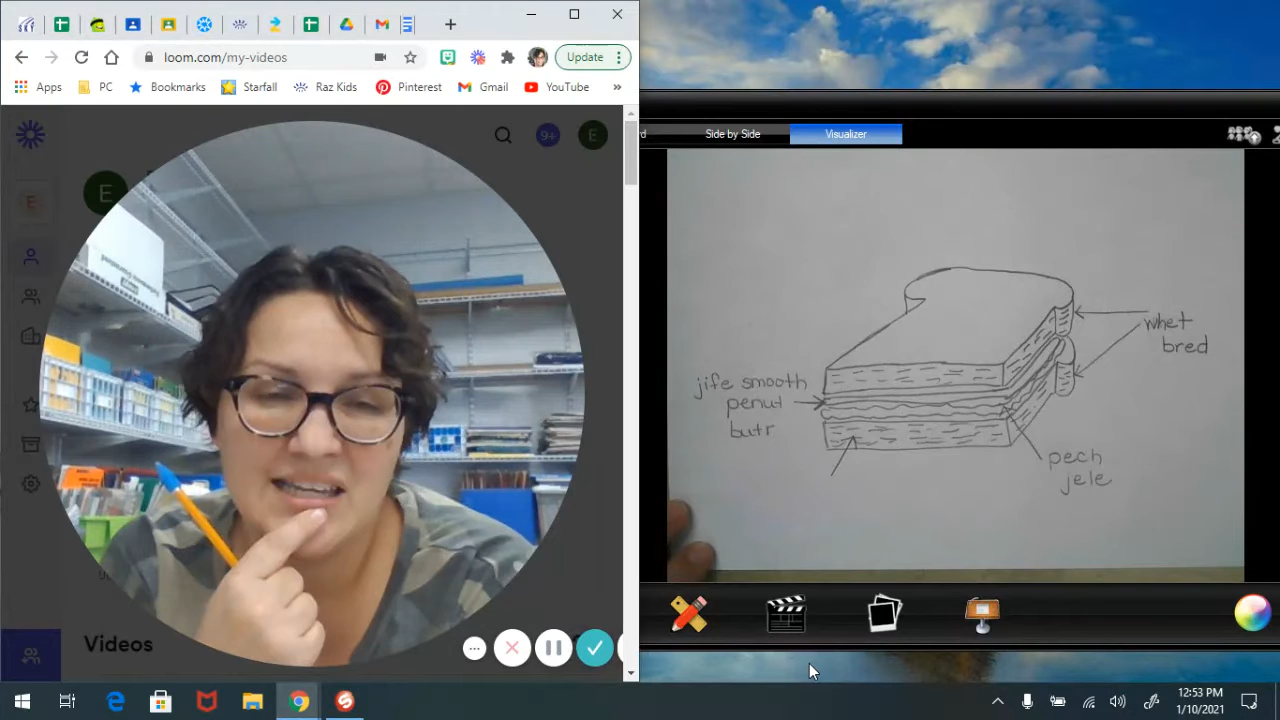 loom.com/my-videos
Update
Apps
PC
Bookmarks
Starfall
Raz Kids
Pinterest
Gmail
YouTube
»
9+
E
E
E
Videos
Side by Side
Visualizer
whet
bred
jife smooth
penut
butr
pech
jele
12:53 PM
1/10/2021